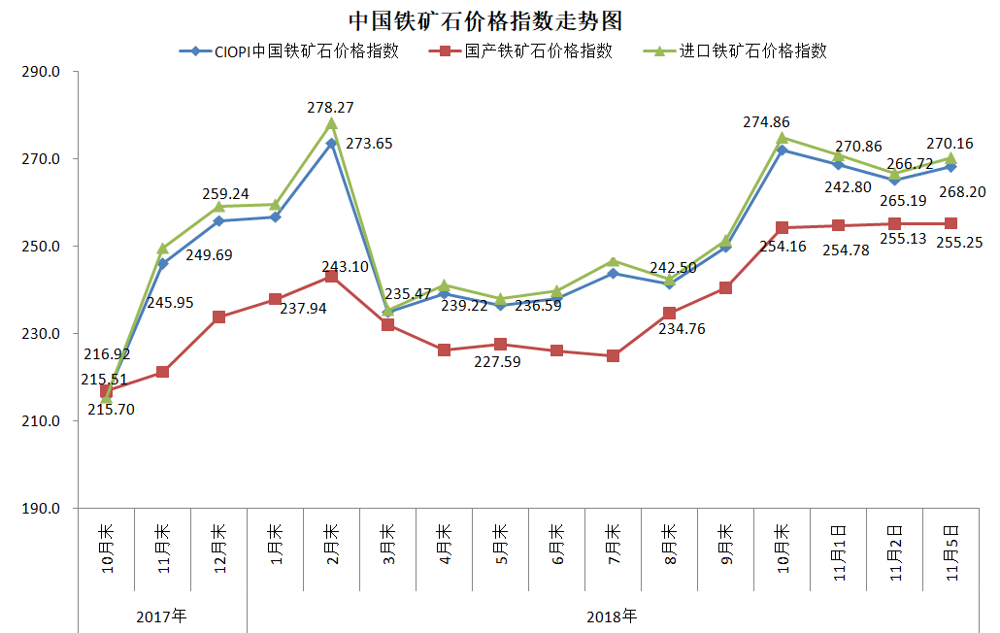 中国铁矿石价格指数走势图
CIOPI中国铁矿石价格指数 国产铁矿石价格指数 进口铁矿石价格指数
290.0
270.0
250.0
230.0
210.0
190.0
278.27
273.65
274.86
270.86
266.72
270.16
242.80
265.19
268.20
259.24
249.69
245.95
243.10
237.94
235.47
239.22
236.59
227.59
242.50
234.76
254.16
254.78
255.13
255.25
216.92
215.51
215.70
10月末
11月末
12月末
1月末
2月末
3月末
4月末
5月末
6月末
7月末
8月末
9月末
10月末
11月1日
11月2日
11月5日
2017年 2018年